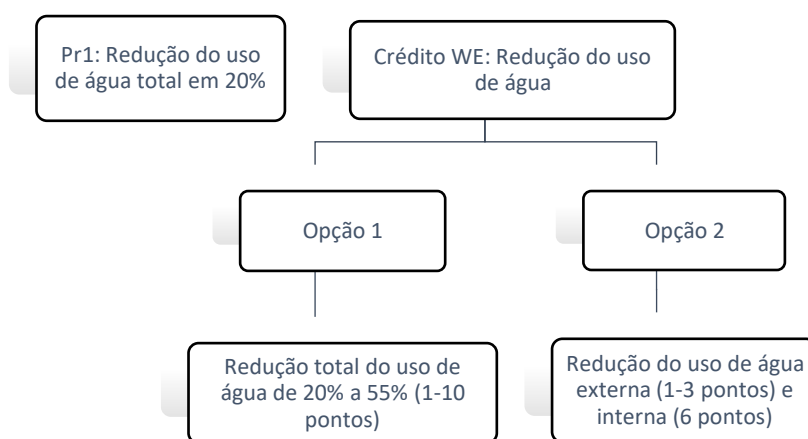 Pr1: Redução do uso
de água total em 20%
Crédito WE: Redução do uso
de água
Opção 1
Opção 2
Redução total do uso de
água de 20% a 55% (1-10
pontos)
Redução do uso de água
externa (1-3 pontos) e
interna (6 pontos)